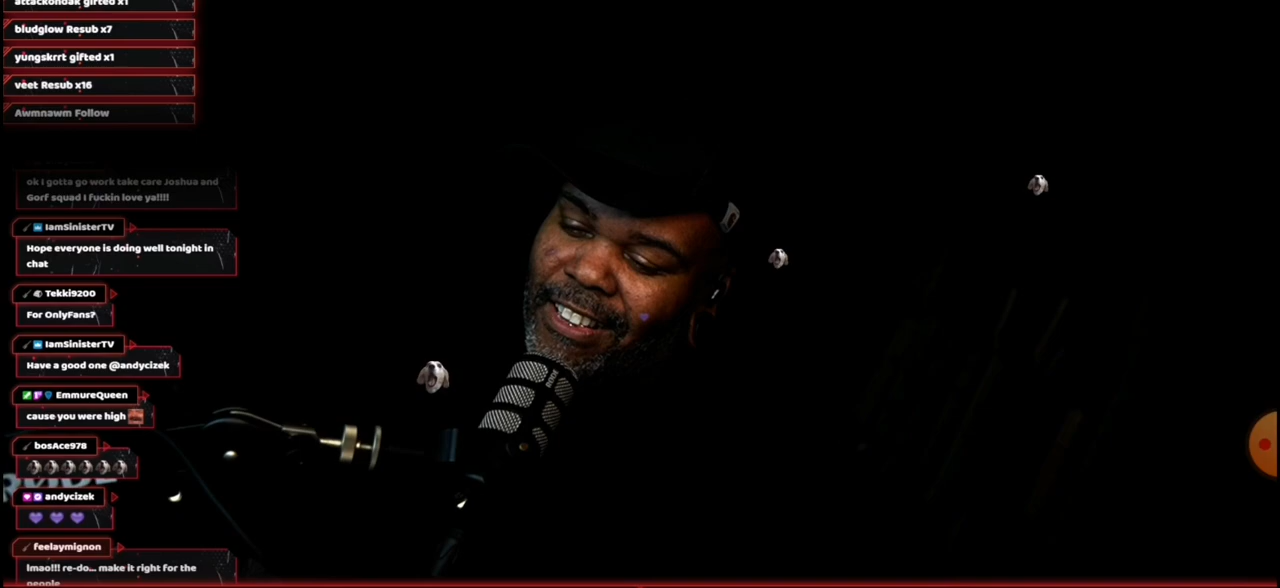 attackondak gifted x1
bludglow Resub x7
yungskrrt gifted x1
veet Resub x16
Awmnawm Follow
ok I gotta go work take care Joshua and
Gorf squad I fuckin love ya!!!!
IamSinisterTV
Hope everyone is doing well tonight in
chat
Tekki9200
For OnlyFans?
IamSinisterTV
Have a good one @andycizek
EmmureQueen
cause you were high
bosAce978
andycizek
feelaymignon
lmao!!! re-do... make it right for the
people
RODE